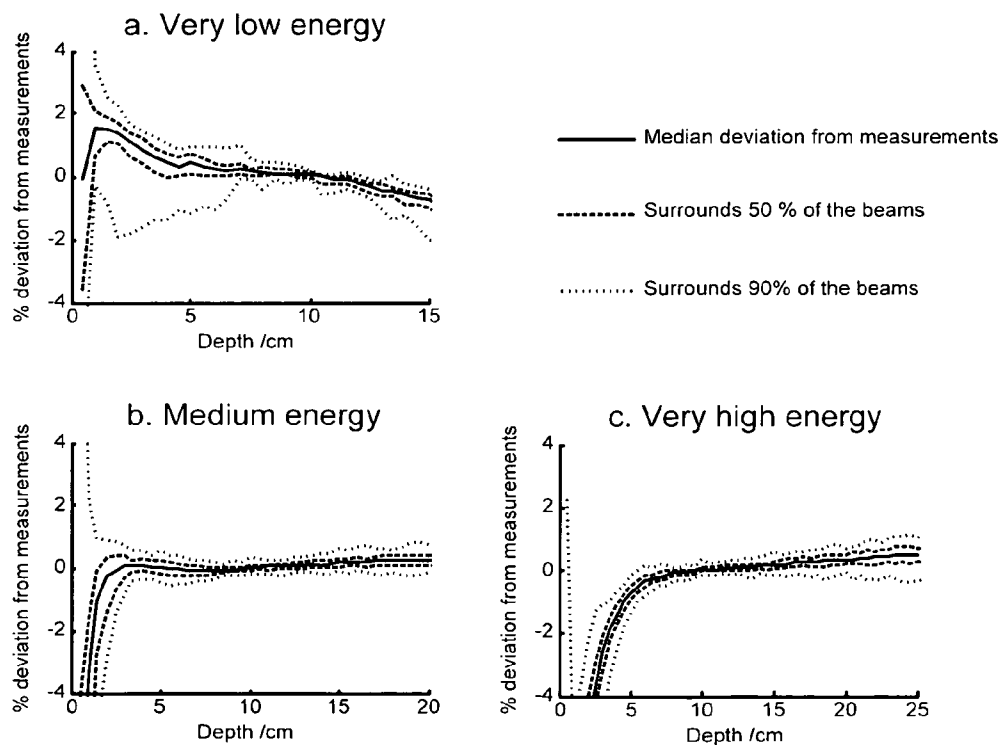 a. Very low energy
% deviation from measurements
4
2
0
-2
-4
0 5 10 15
Depth /cm
Median deviation from measurements
Surrounds 50 % of the beams
Surrounds 90% of the beams
b. Medium energy
% deviation from measurements
4
2
0
-2
-4
0 5 10 15 20
Depth /cm
c. Very high energy
% deviation from measurements
4
2
0
-2
-4
0 5 10 15 20 25
Depth /cm